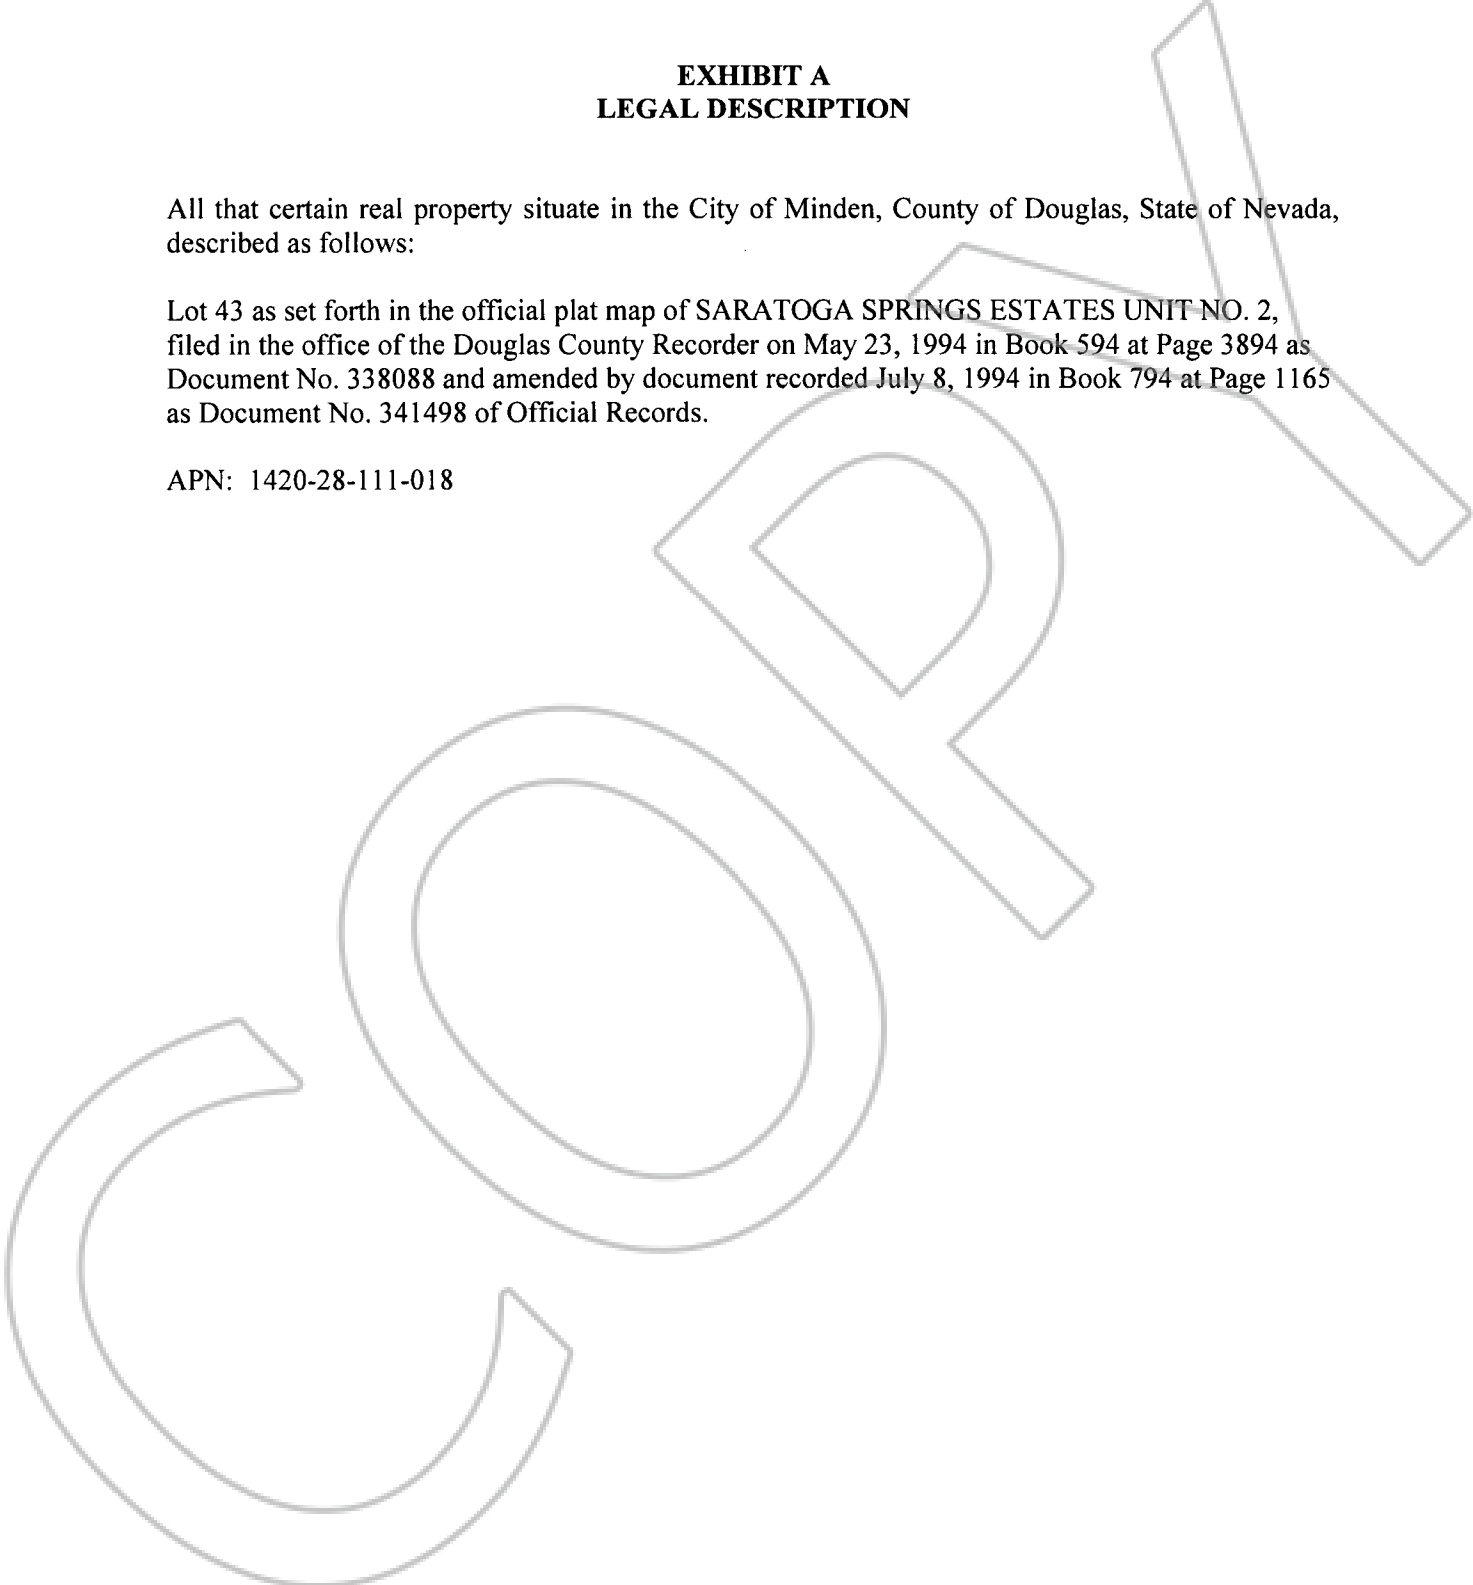 EXHIBIT A
LEGAL DESCRIPTION
All that certain real property situate in the City of Minden, County of Douglas, State of Nevada,
described as follows:
Lot 43 as set forth in the official plat map of SARATOGA SPRINGS ESTATES UNIT NO. 2,
filed in the office of the Douglas County Recorder on May 23, 1994 in Book 594 at Page 3894 as
Document No. 338088 and amended by document recorded July 8, 1994 in Book 794 at Page 1165
as Document No. 341498 of Official Records.
APN: 1420-28-111-018
COPY